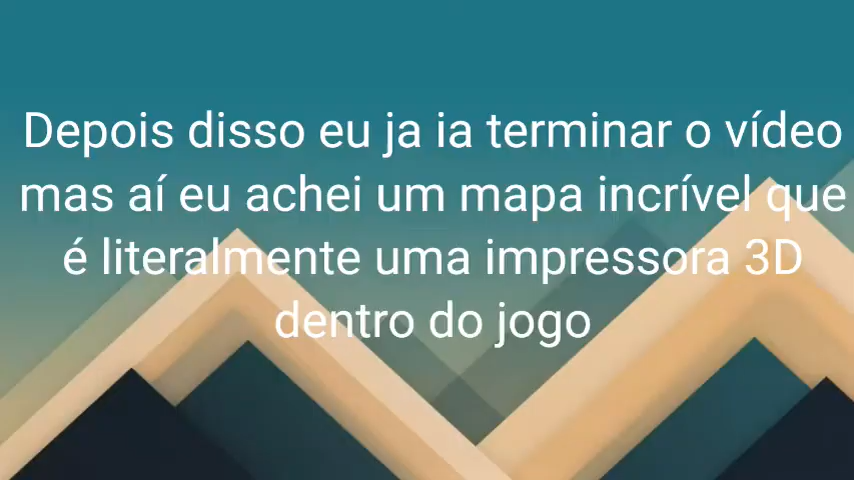 Depois disso eu ja ia terminar o vídeo
mas aí eu achei um mapa incrível que
é literalmente uma impressora 3D
dentro do jogo